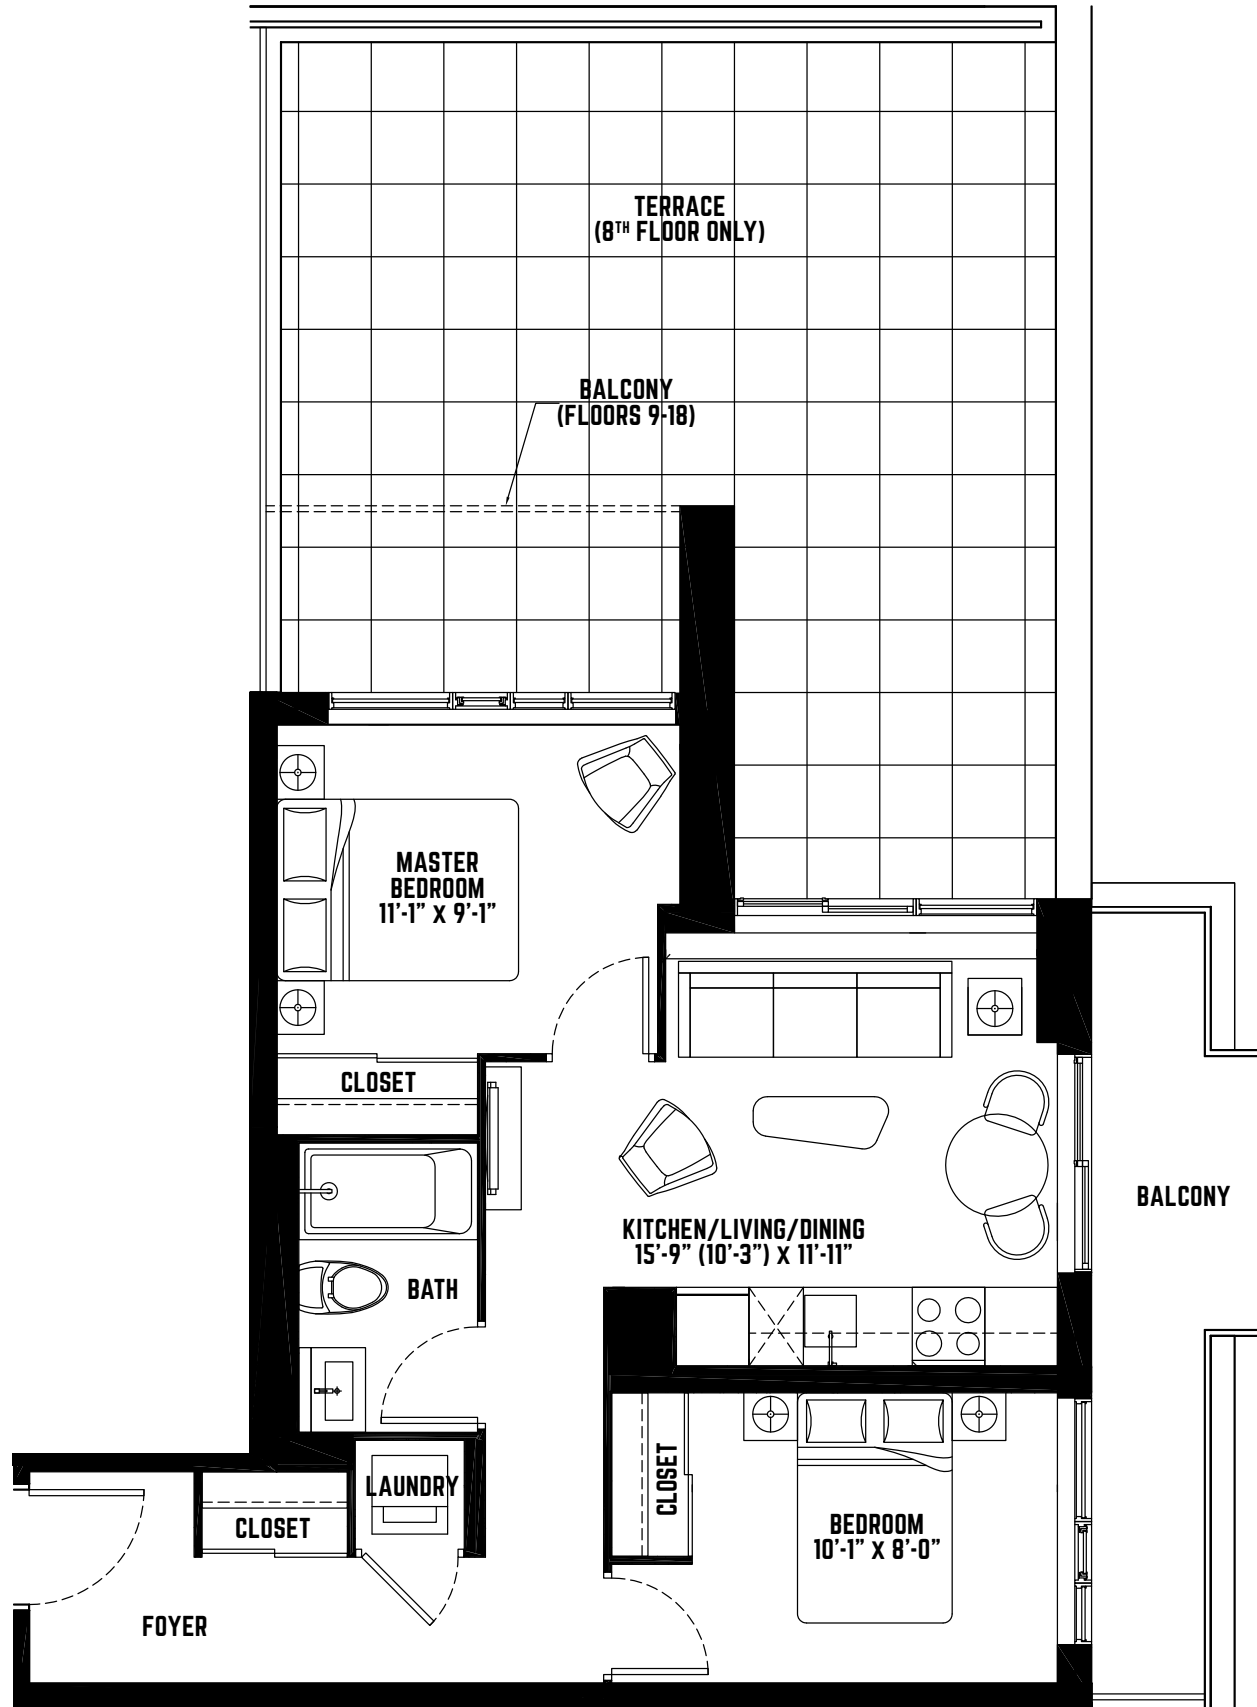 TERRACE
(8TH FLOOR ONLY)
BALCONY
(FLOORS 9-18)
MASTER
BEDROOM
11'-1" X 9'-1"
CLOSET
BALCONY
KITCHEN/LIVING/DINING
15'-9" (10'-3") X 11'-11"
BATH
CLOSET
LAUNDRY
CLOSET
BEDROOM
10'-1" X 8'-0"
FOYER